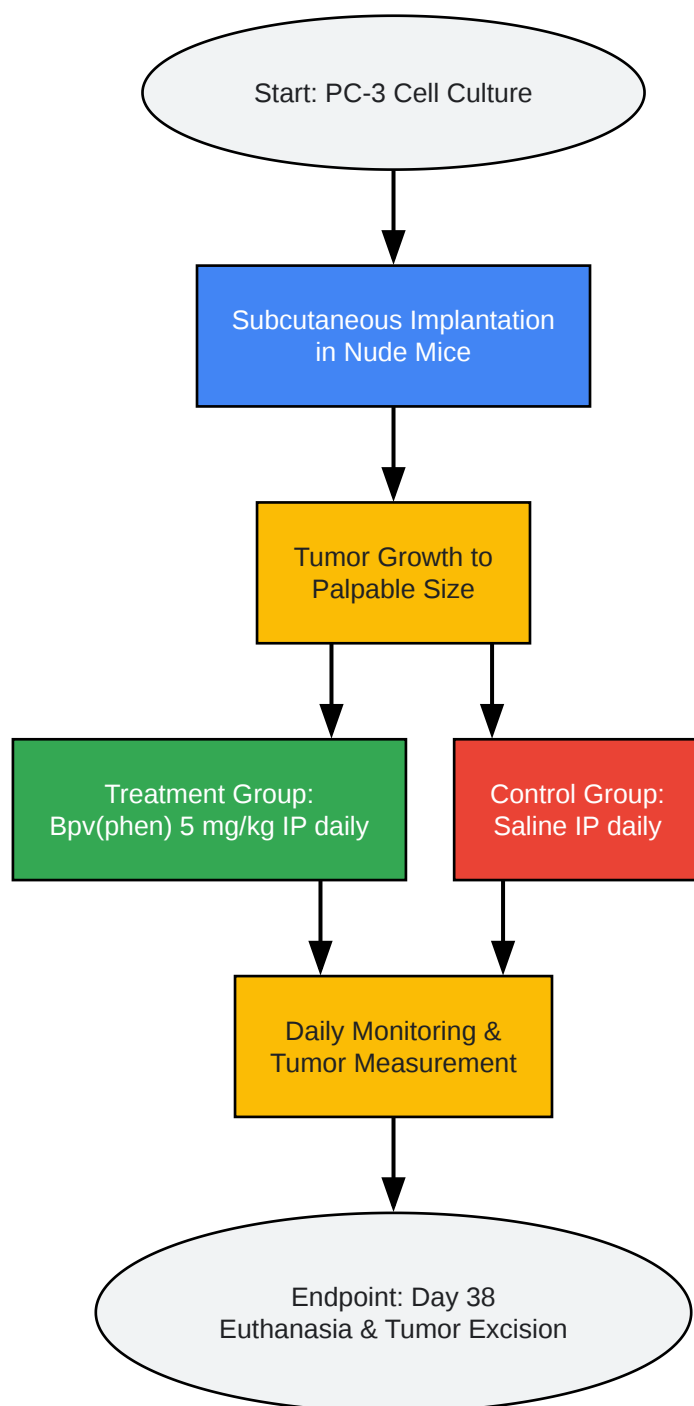 Start: PC-3 Cell Culture
Subcutaneous Implantation
in Nude Mice
Tumor Growth to
Palpable Size
Treatment Group:
Bpv(phen) 5 mg/kg IP daily
Control Group:
Saline IP daily
Daily Monitoring &
Tumor Measurement
Endpoint: Day 38
Euthanasia & Tumor Excision